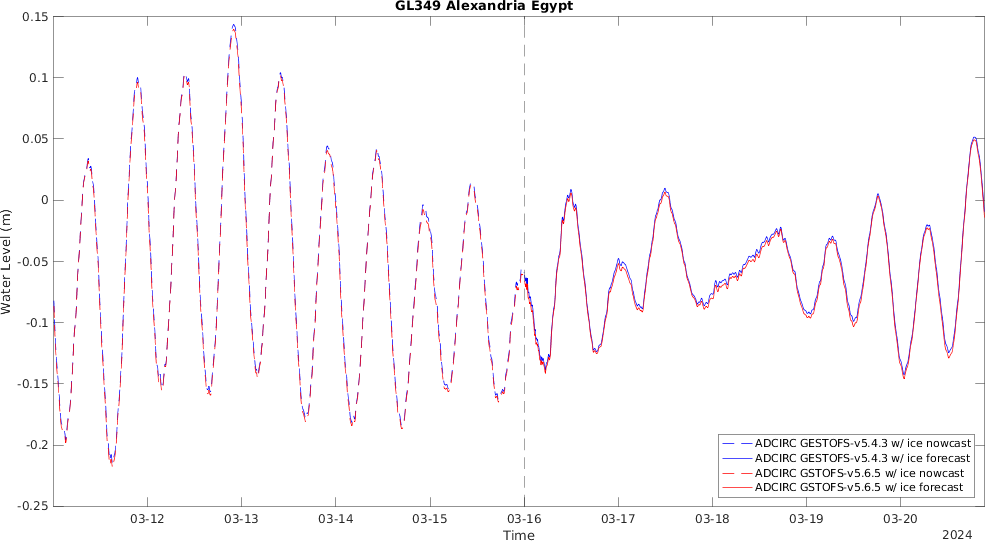 GL349 Alexandria Egypt
Water Level (m)
0.15
0.1
0.05
0
-0.05
-0.1
-0.15
-0.2
-0.25
03-12
03-13
03-14
03-15
03-16
03-17
03-18
03-19
03-20
Time
2024
ADCIRC GESTOFS-v5.4.3 w/ ice nowcast
ADCIRC GESTOFS-v5.4.3 w/ ice forecast
ADCIRC GSTOFS-v5.6.5 w/ ice nowcast
ADCIRC GSTOFS-v5.6.5 w/ ice forecast